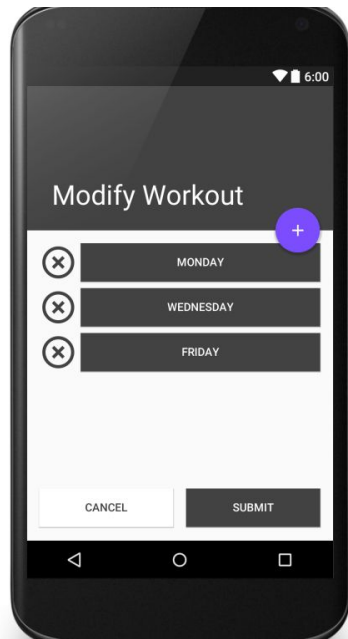 6:00
Modify Workout
+
MONDAY
WEDNESDAY
FRIDAY
CANCEL
SUBMIT